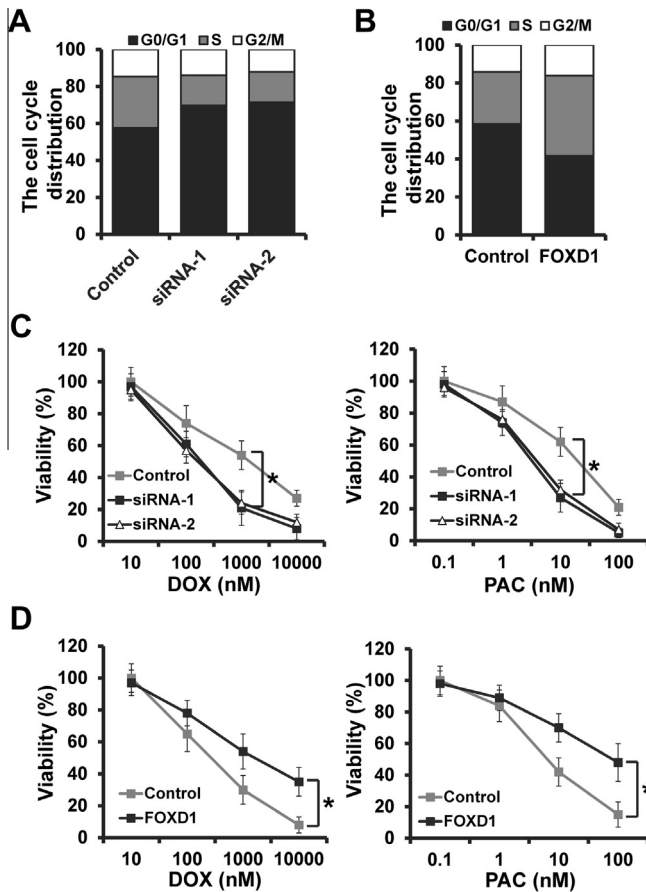 A
G0/G1 S G2/M
The cell cycle
distribution
100
80
60
40
20
0
Control
siRNA-1
siRNA-2
B
G0/G1 S G2/M
The cell cycle
distribution
100
80
60
40
20
0
Control FOXD1
C
Viability (%)
120
100
80
60
40
20
0
Control
siRNA-1
siRNA-2
*
10 100 1000 10000
DOX (nM)
Viability (%)
120
100
80
60
40
20
0
Control
siRNA-1
siRNA-2
*
0.1 1 10 100
PAC (nM)
D
Viability (%)
120
100
80
60
40
20
0
Control
FOXD1
*
10 100 1000 10000
DOX (nM)
Viability (%)
120
100
80
60
40
20
0
Control
FOXD1
*
0.1 1 10 100
PAC (nM)